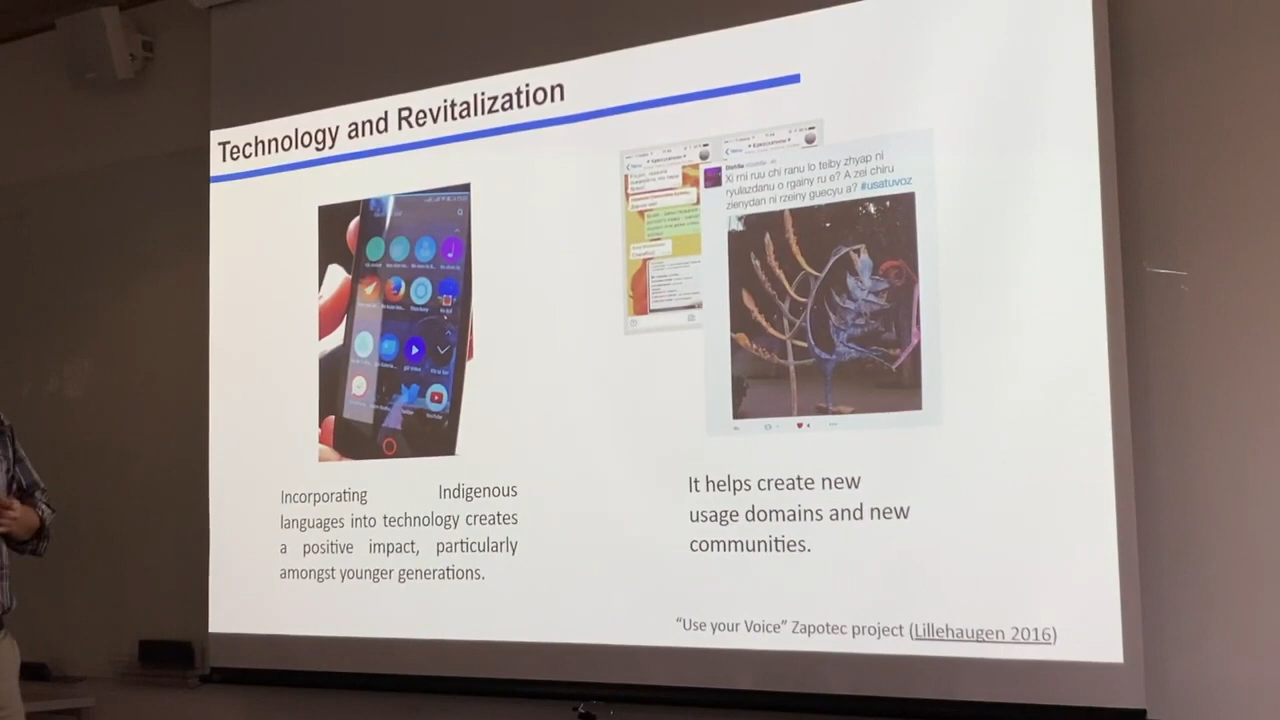 Technology and Revitalization
Xi rni ruu chi ranu lo teiby zhyap ni
ryulazdanu o rgainy ru e? A zei chiru
zienydan ni rzeiny guecyu a? #usatuvoz
YouTube
Incorporating Indigenous
languages into technology creates
a positive impact, particularly
amongst younger generations.
It helps create new
usage domains and new
communities.
“Use your Voice” Zapotec project (Lillehaugen 2016)